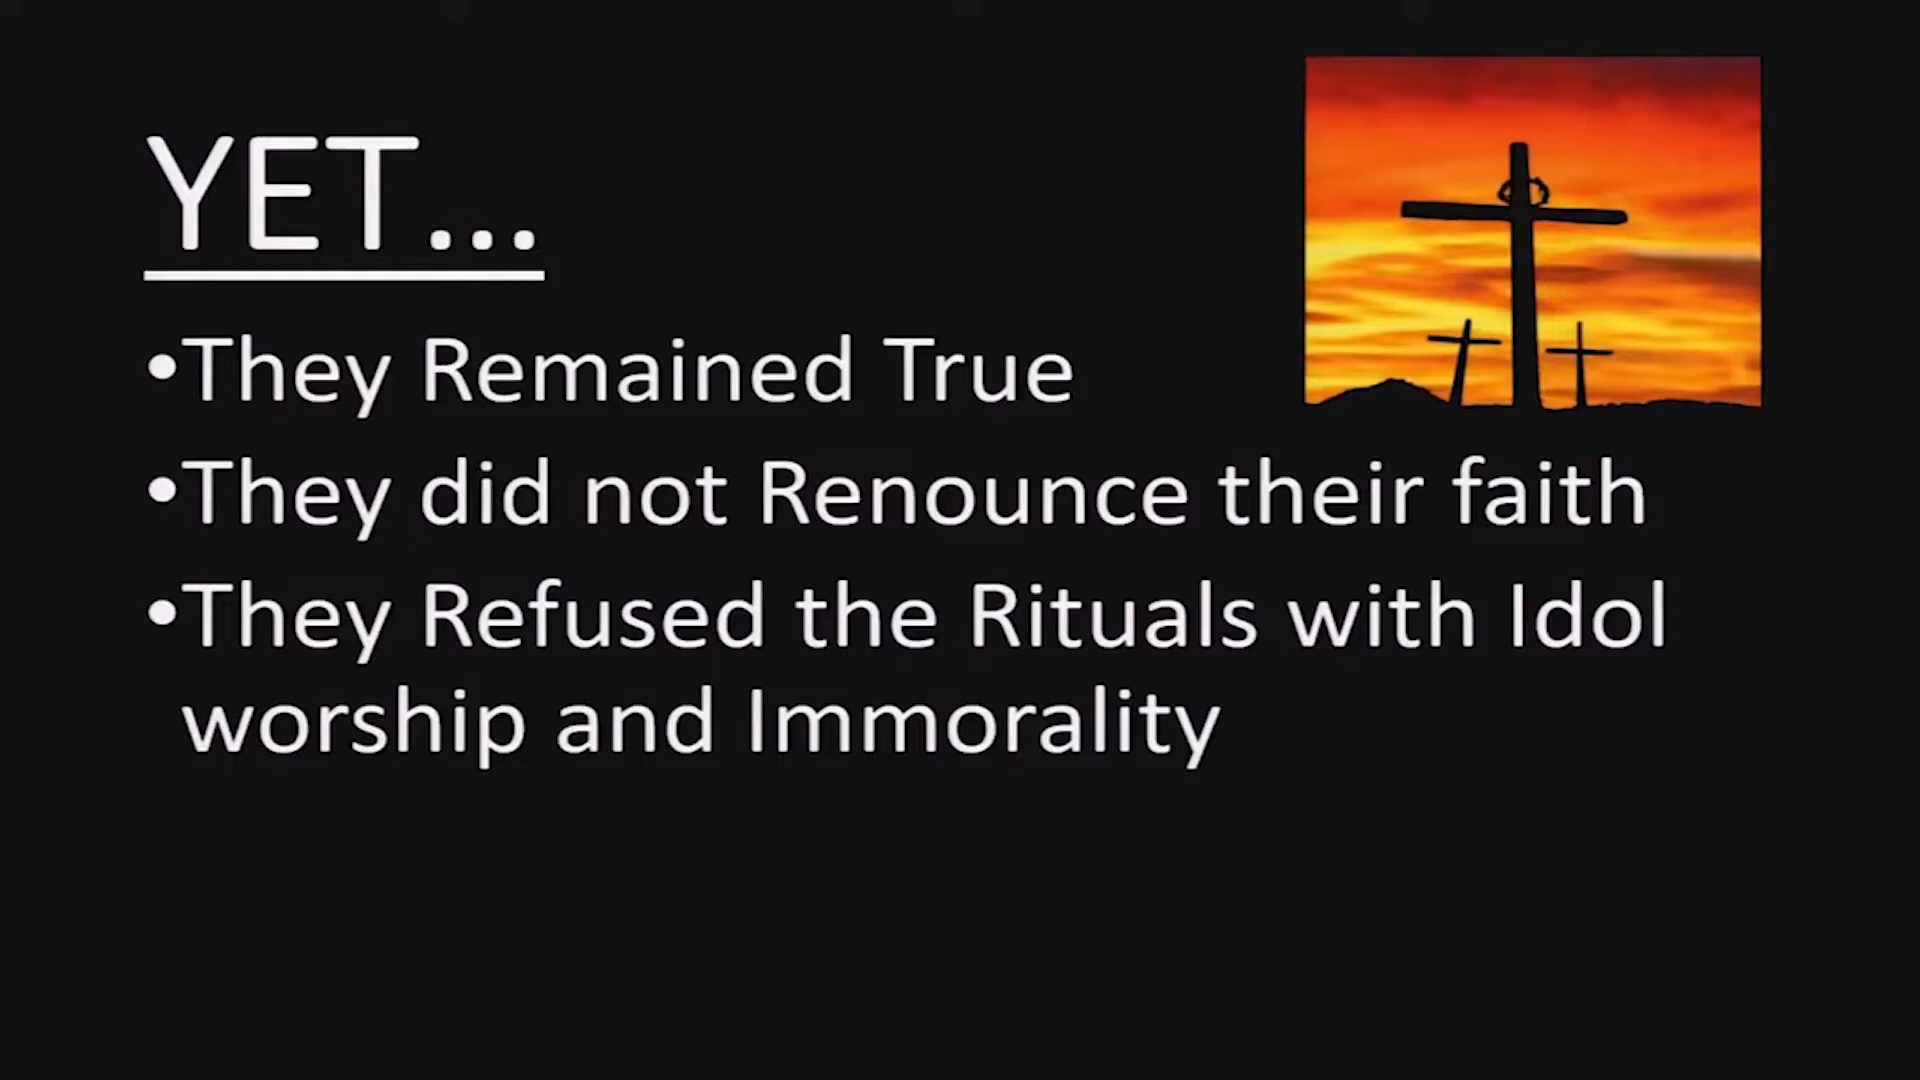 YET...
•They Remained True
•They did not Renounce their faith
•They Refused the Rituals with Idol
worship and Immorality